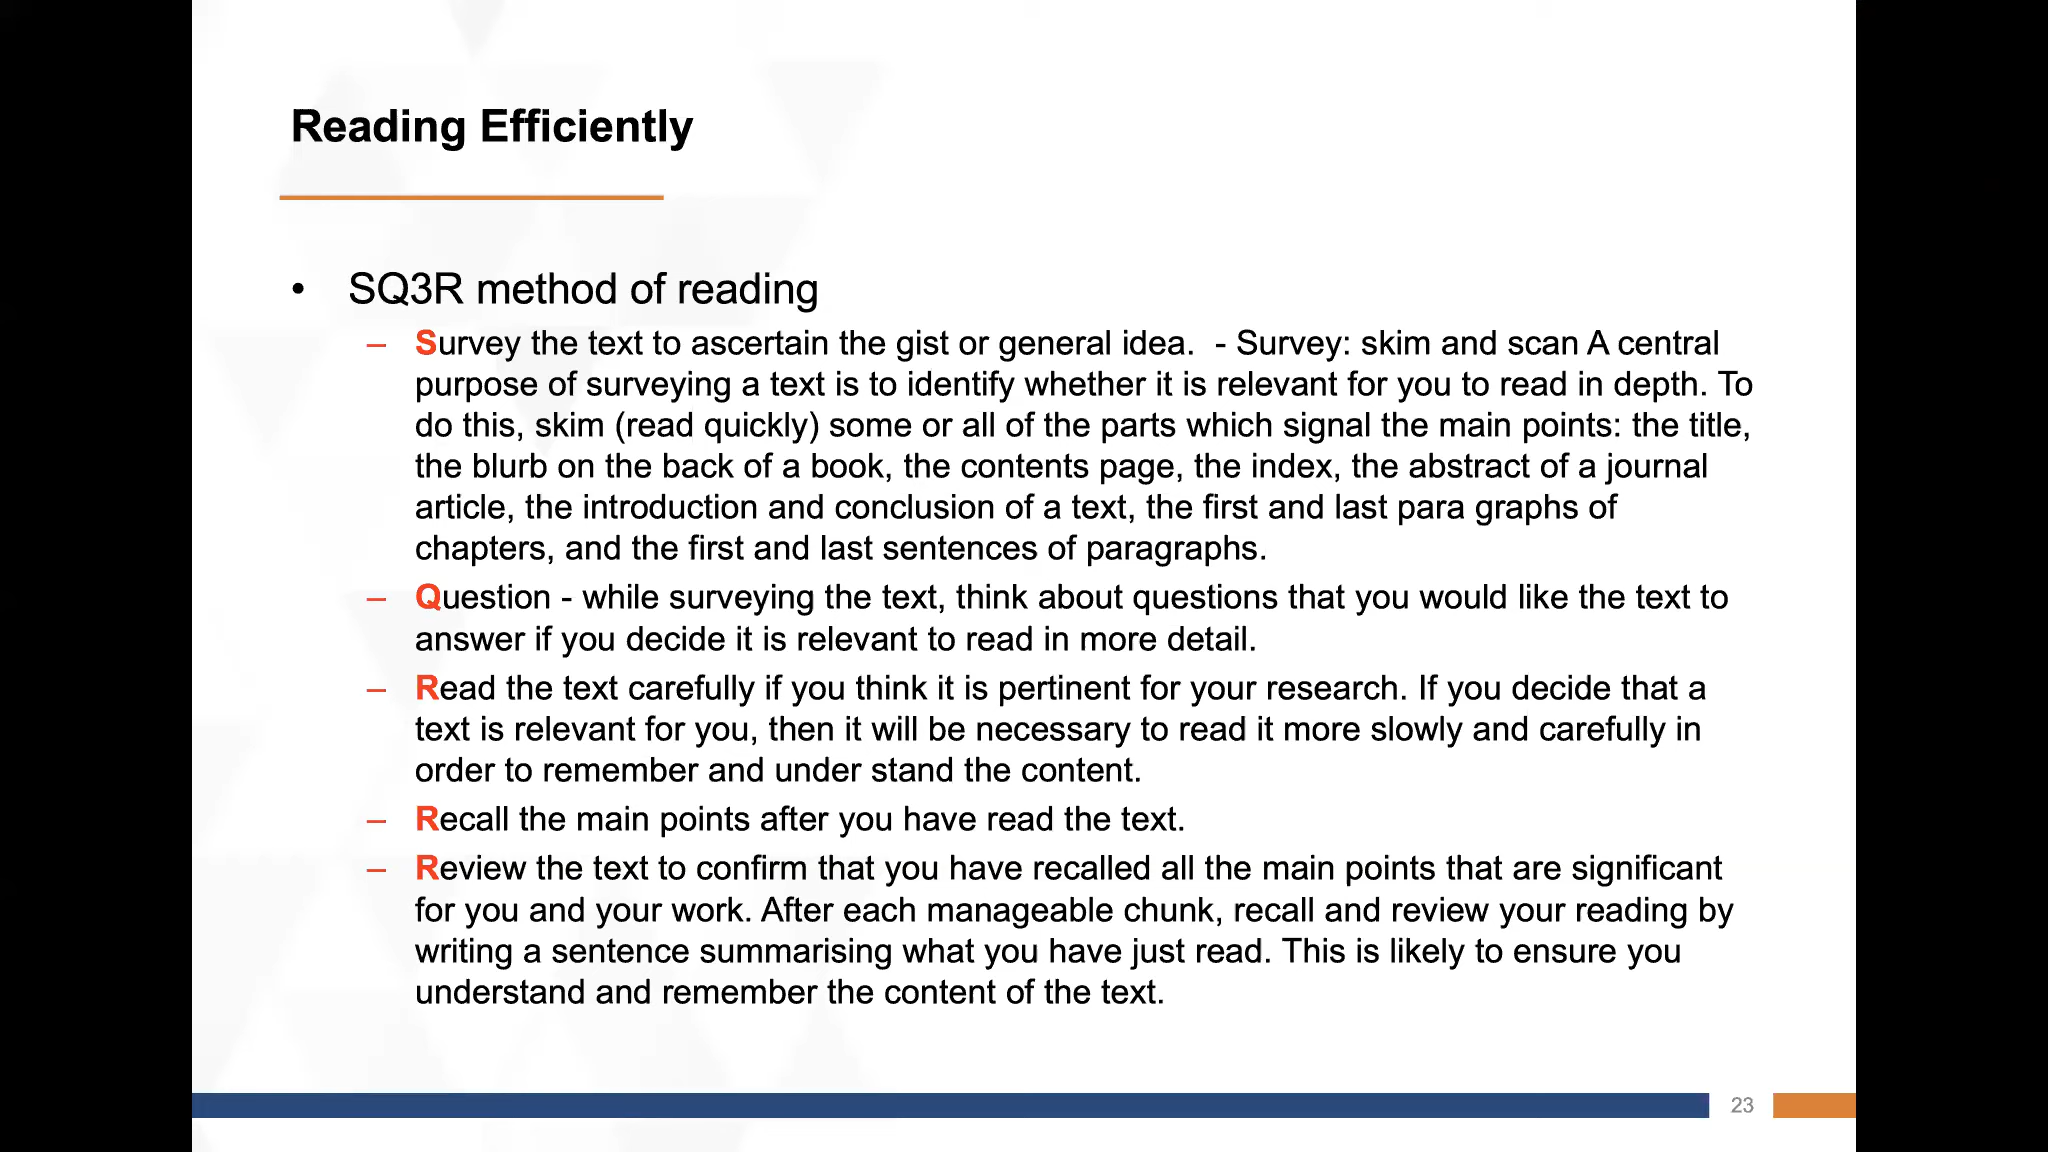 Reading Efficiently
• SQ3R method of reading
– Survey the text to ascertain the gist or general idea.  - Survey: skim and scan A central
purpose of surveying a text is to identify whether it is relevant for you to read in depth. To
do this, skim (read quickly) some or all of the parts which signal the main points: the title,
the blurb on the back of a book, the contents page, the index, the abstract of a journal
article, the introduction and conclusion of a text, the first and last para graphs of
chapters, and the first and last sentences of paragraphs.
– Question - while surveying the text, think about questions that you would like the text to
answer if you decide it is relevant to read in more detail.
– Read the text carefully if you think it is pertinent for your research. If you decide that a
text is relevant for you, then it will be necessary to read it more slowly and carefully in
order to remember and under stand the content.
– Recall the main points after you have read the text.
– Review the text to confirm that you have recalled all the main points that are significant
for you and your work. After each manageable chunk, recall and review your reading by
writing a sentence summarising what you have just read. This is likely to ensure you
understand and remember the content of the text.
23